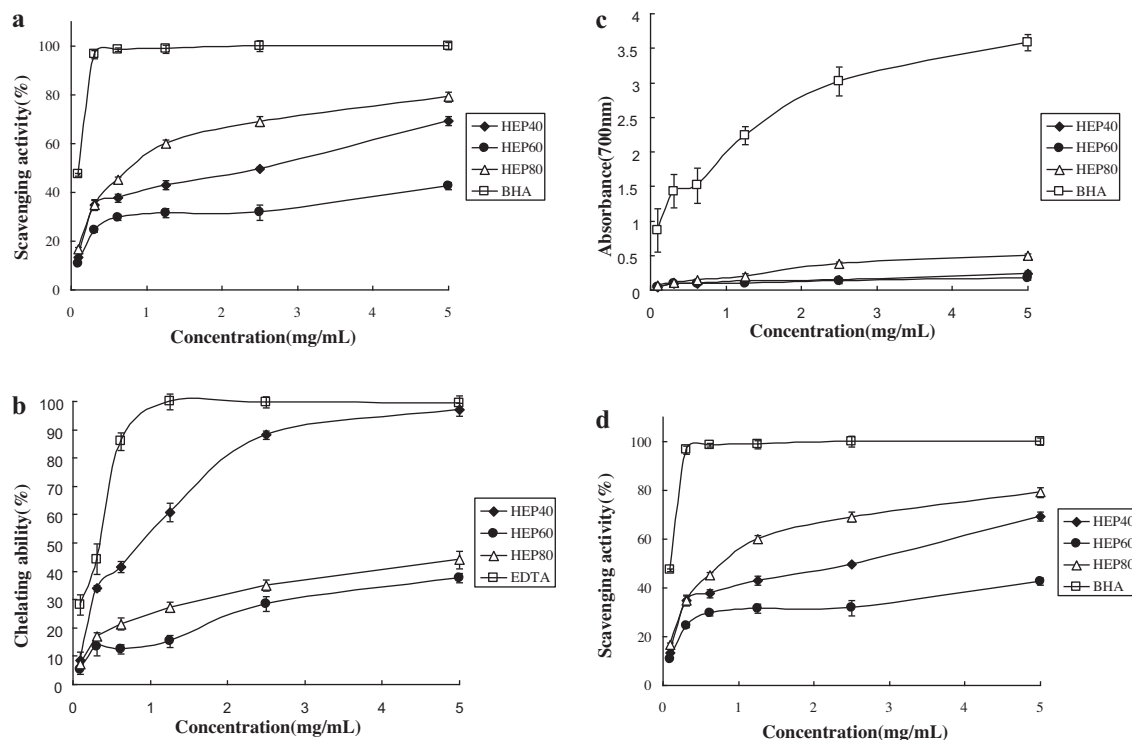 a
Scavenging activity(%)
100
80
60
40
20
0
0 1 2 3 4 5
Concentration(mg/mL)
HEP40
HEP60
HEP80
BHA
c
Absorbance(700nm)
4
3.5
3
2.5
2
1.5
1
0.5
0
0 1 2 3 4 5
Concentration(mg/mL)
HEP40
HEP60
HEP80
BHA
b
Chelating ability(%)
100
90
80
70
60
50
40
30
20
10
0
0 1 2 3 4 5
Concentration(mg/mL)
HEP40
HEP60
HEP80
EDTA
d
Scavenging activity(%)
100
80
60
40
20
0
0 1 2 3 4 5
Concentration(mg/mL)
HEP40
HEP60
HEP80
BHA